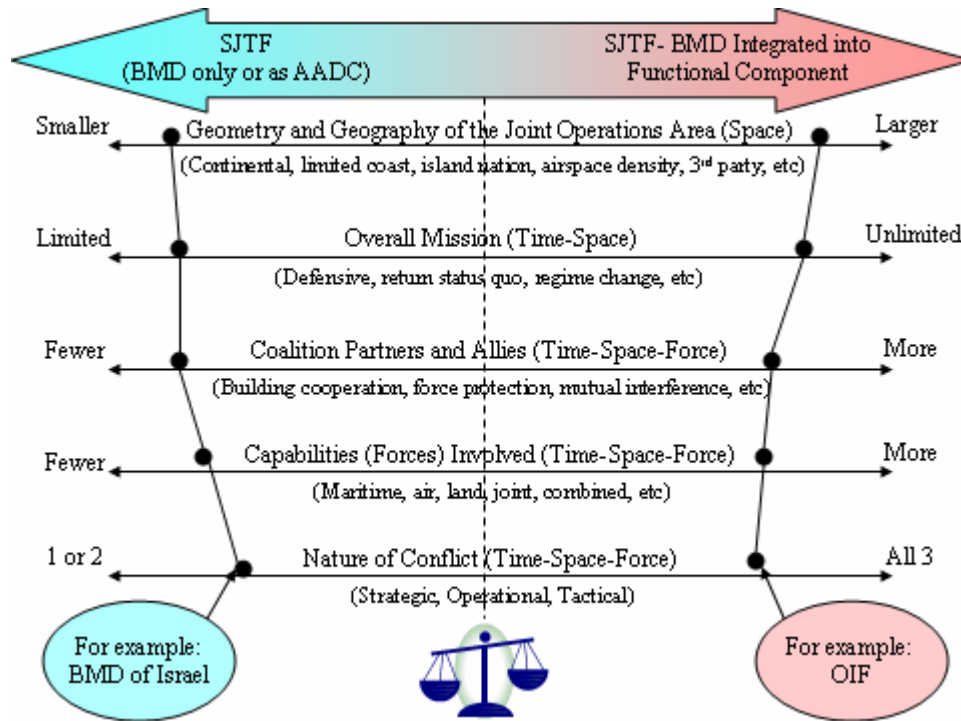 SJTF
(BMD only or as AADC)
SJTF- BMD Integrated into
Functional Component
Smaller
Geometry and Geography of the Joint Operations Area (Space)
Larger
(Continental, limited coast, island nation, airspace density, 3rd party, etc)
Limited
Overall Mission (Time-Space)
Unlimited
(Defensive, return status quo, regime change, etc)
Fewer
Coalition Partners and Allies (Time-Space-Force)
More
(Building cooperation, force protection, mutual interference, etc)
Fewer
Capabilities (Forces) Involved (Time-Space-Force)
More
(Maritime, air, land, joint, combined, etc)
1 or 2
Nature of Conflict (Time-Space-Force)
All 3
(Strategic, Operational, Tactical)
For example:
BMD of Israel
For example:
OIF